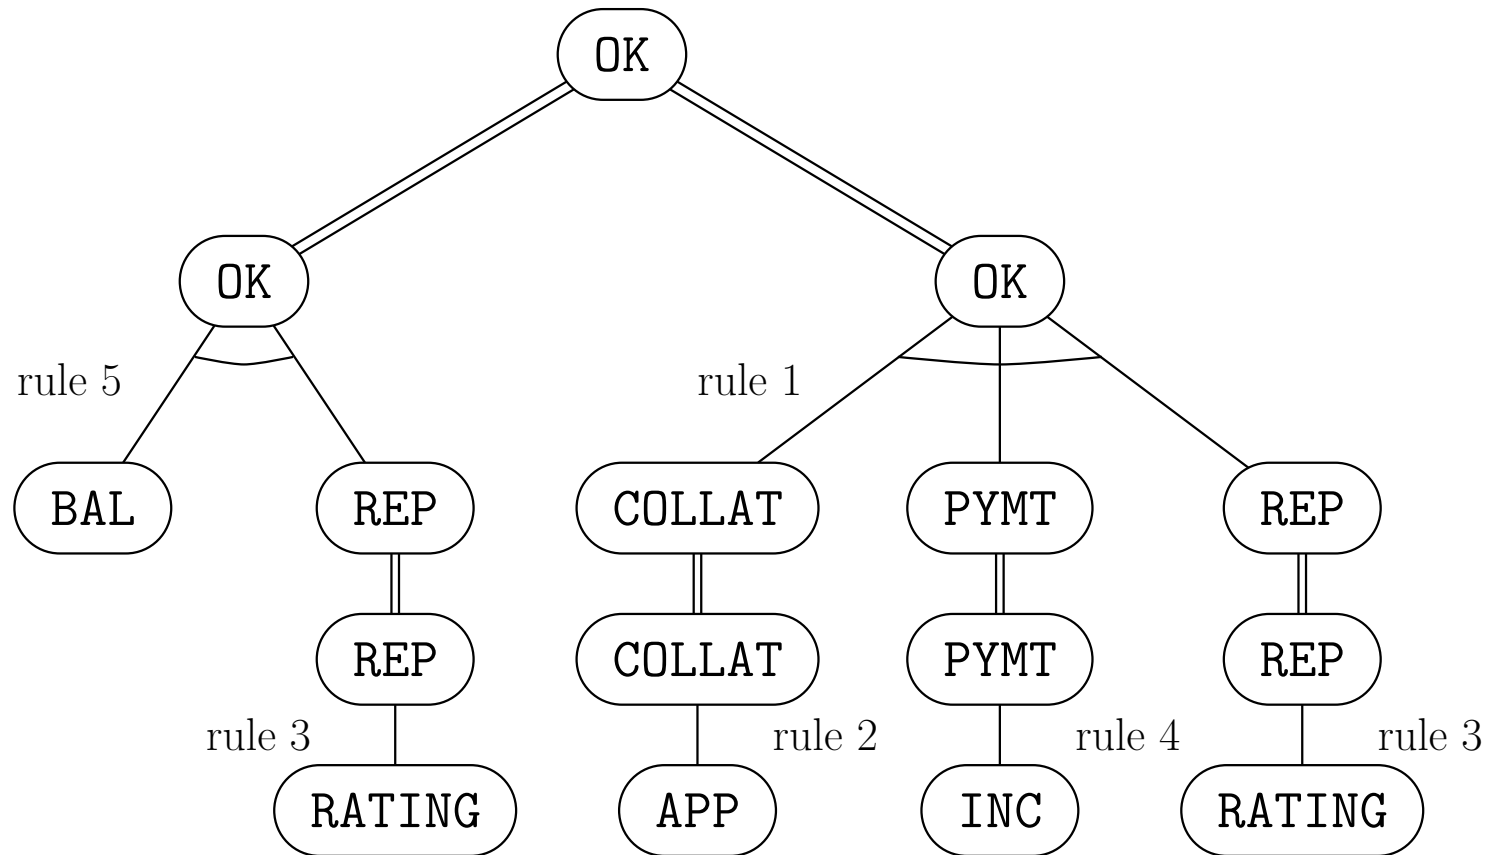 OK
OK OK
rule 5 rule 1
BAL REP COLLAT PYMT REP
REP COLLAT PYMT REP
rule 3 rule 2 rule 4 rule 3
RATING APP INC RATING